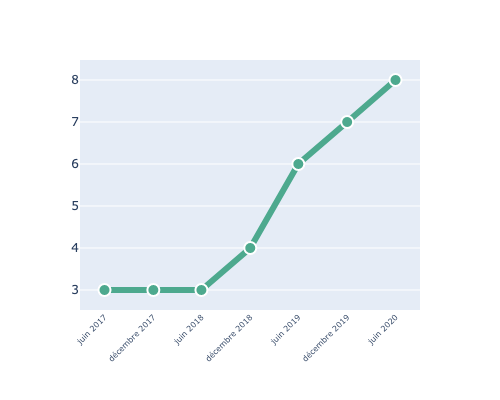 8
7
6
5
4
3
juin 2017
décembre 2017
juin 2018
décembre 2018
juin 2019
décembre 2019
juin 2020